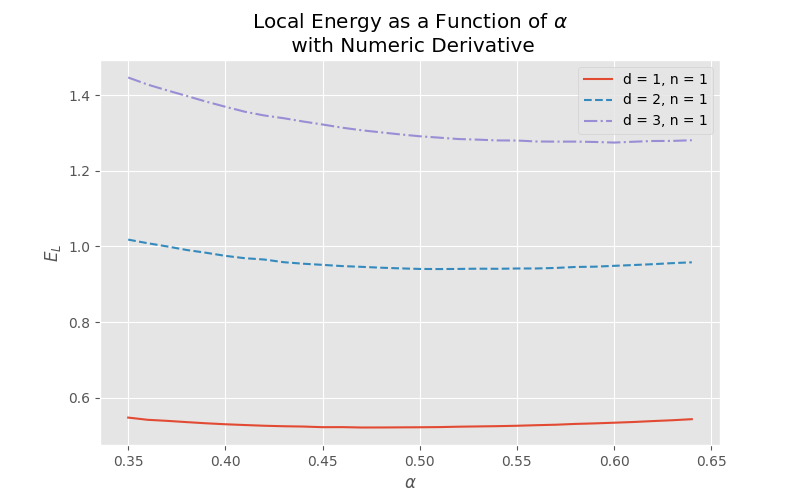 Local Energy as a Function of α
with Numeric Derivative
d = 1, n = 1
d = 2, n = 1
d = 3, n = 1
E_L
1.4
1.2
1.0
0.8
0.6
0.35 0.40 0.45 0.50 0.55 0.60 0.65
α